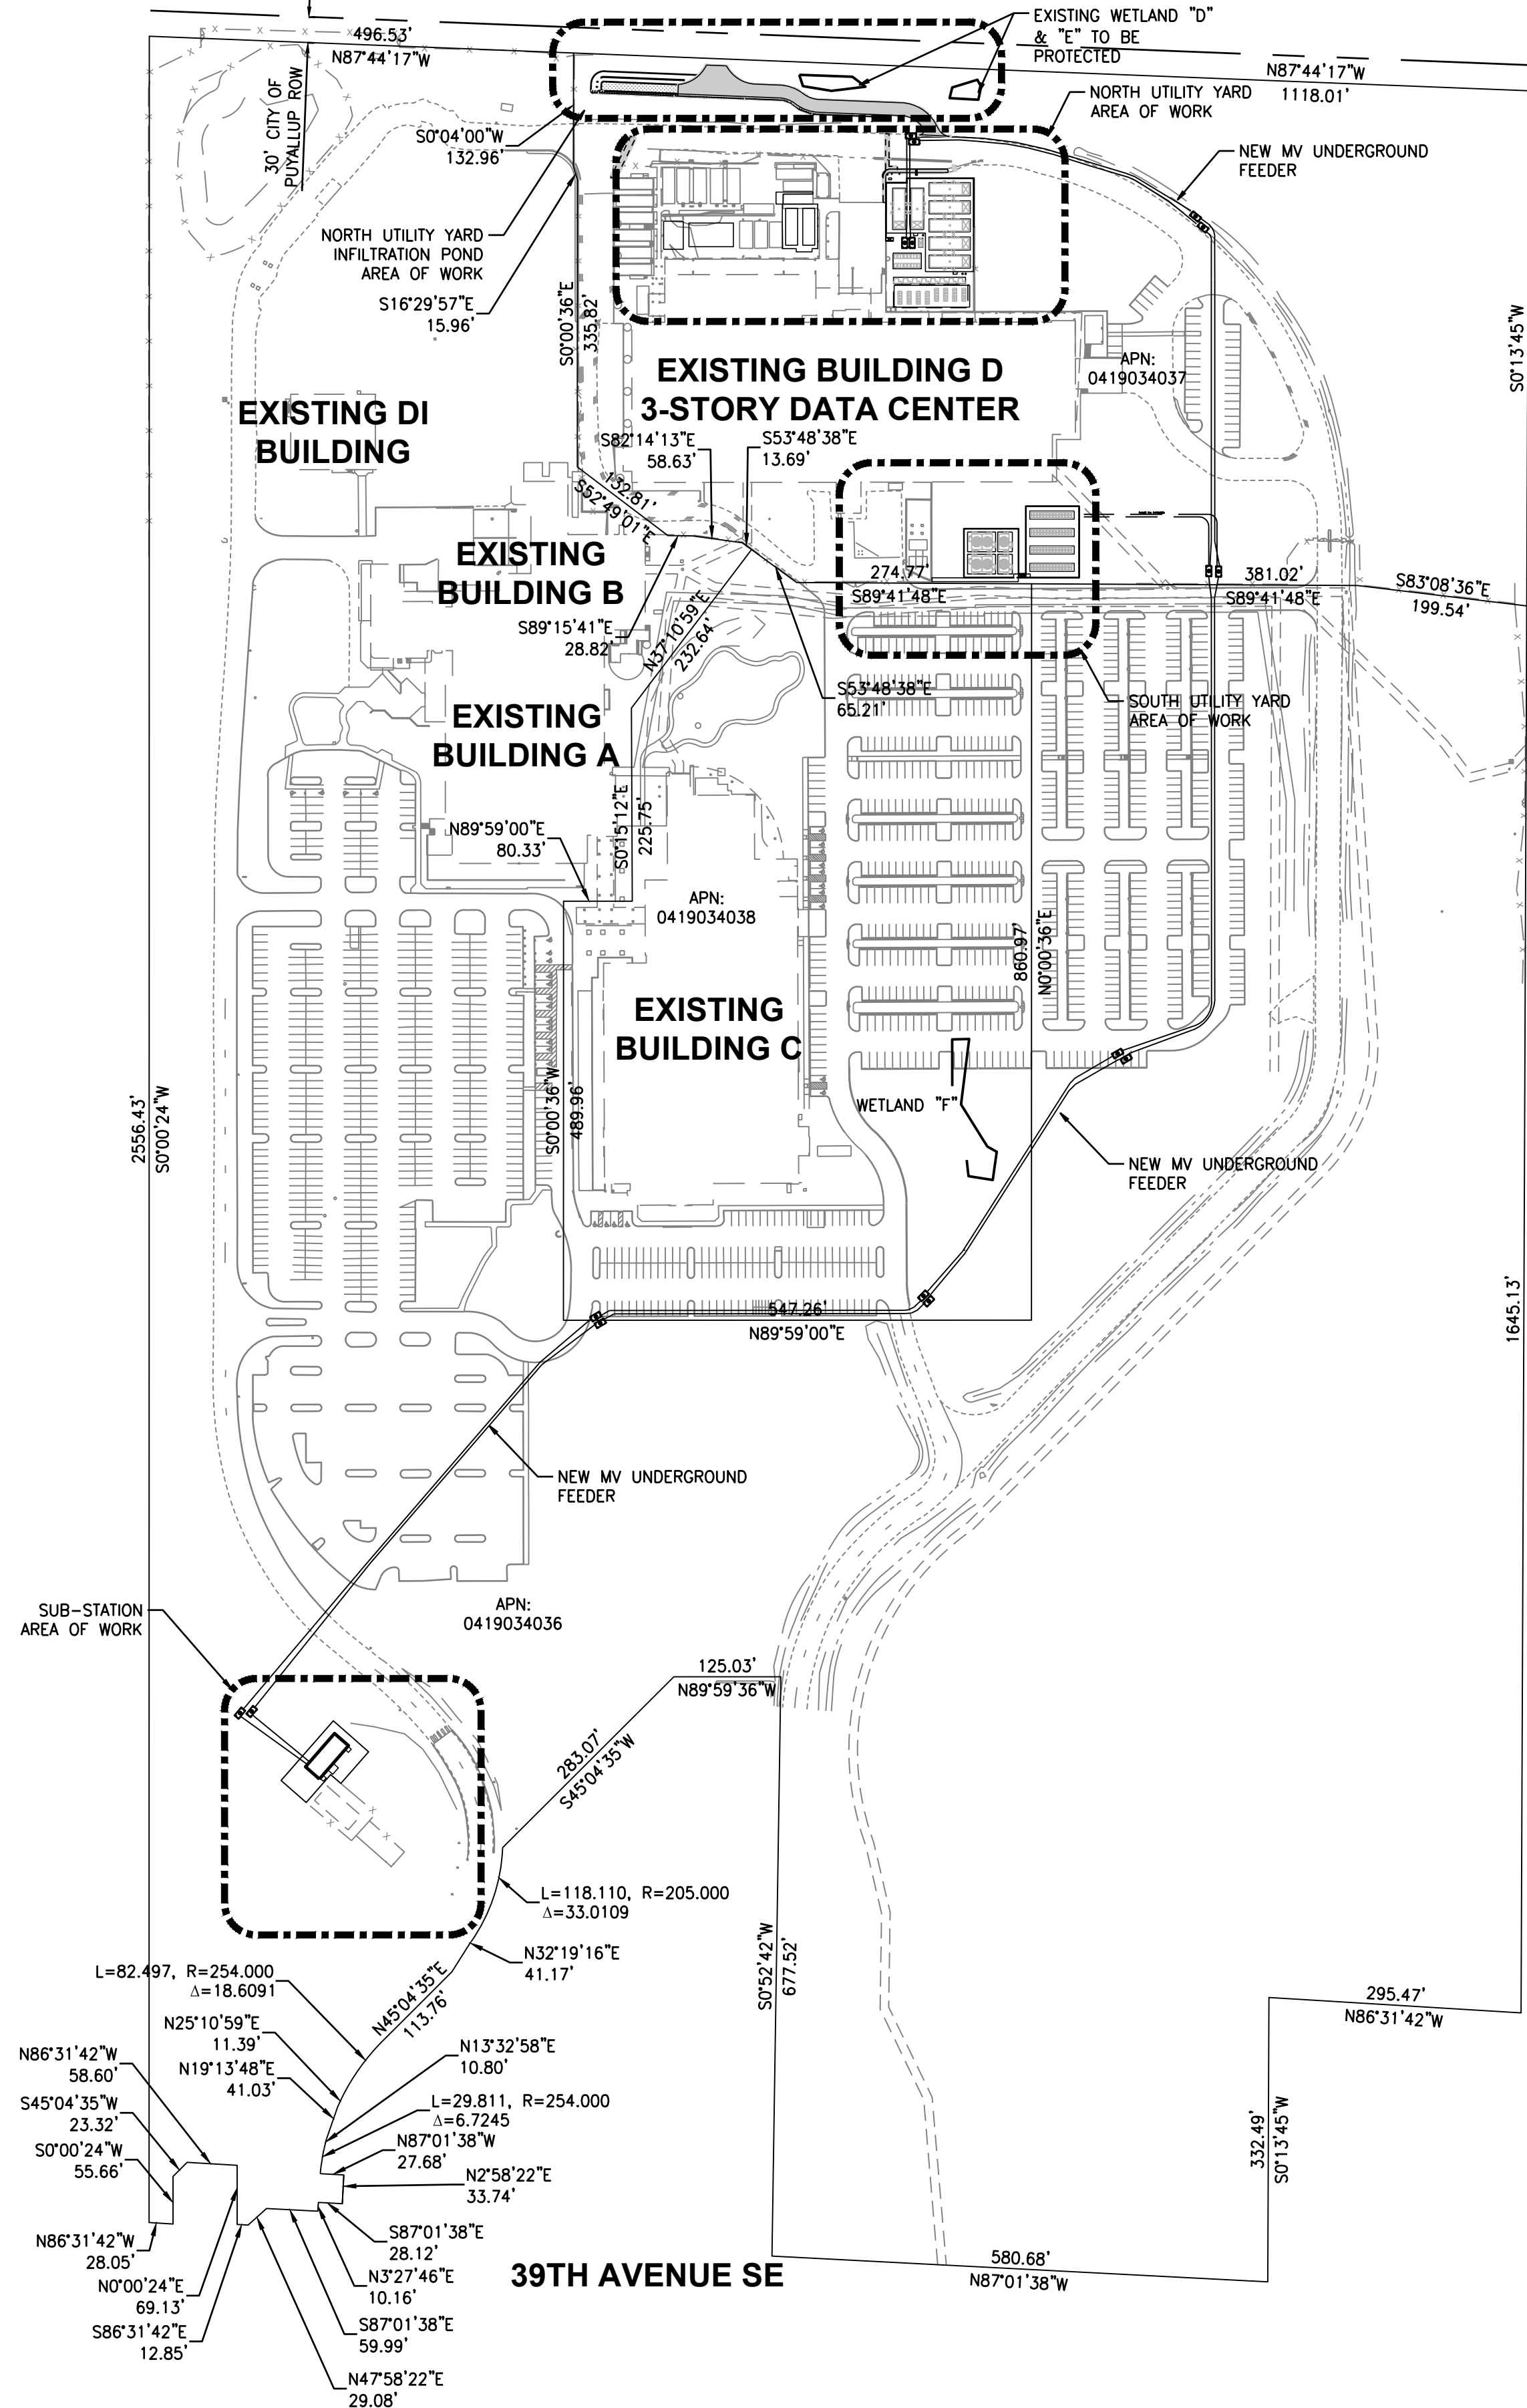 EXISTING WETLAND "D"
& "E" TO BE
PROTECTED
496.53'
N87°44'17"W
N87°44'17"W
1118.01'
30' CITY OF
PUYALLUP ROW
NORTH UTILITY YARD
AREA OF WORK
S0°04'00"W
132.96'
NEW MV UNDERGROUND
FEEDER
NORTH UTILITY YARD
INFILTRATION POND
AREA OF WORK
S16°29'57"E
15.96'
S0°00'36"E
335.82'
S0°13'45"W
EXISTING BUILDING D
3-STORY DATA CENTER
APN:
0419034037
EXISTING DI
BUILDING
S82°14'13"E
58.63'
S53°48'38"E
13.69'
132.81'
S52°49'01"E
EXISTING
BUILDING B
274.77'
S89°41'48"E
381.02'
S89°41'48"E
S83°08'36"E
199.54'
S89°15'41"E
28.82'
N37°10'59"E
232.64'
S53°48'38"E
65.21'
SOUTH UTILITY YARD
AREA OF WORK
EXISTING
BUILDING A
S0°15'12"E
225.75'
N89°59'00"E
80.33'
APN:
0419034038
860.97'
N0°00'36"E
EXISTING
BUILDING C
S0°00'36"W
489.96'
WETLAND "F"
2556.43'
S0°00'24"W
NEW MV UNDERGROUND
FEEDER
1645.13'
547.26'
N89°59'00"E
NEW MV UNDERGROUND
FEEDER
SUB-STATION
AREA OF WORK
APN:
0419034036
125.03'
N89°59'36"W
283.07'
S45°04'35"W
L=118.110, R=205.000
Δ=33.0109
N32°19'16"E
41.17'
S0°52'42"W
677.52'
L=82.497, R=254.000
Δ=18.6091
N45°04'35"E
113.76'
295.47'
N86°31'42"W
N25°10'59"E
11.39'
N13°32'58"E
10.80'
N86°31'42"W
58.60'
N19°13'48"E
41.03'
L=29.811, R=254.000
Δ=6.7245
S45°04'35"W
23.32'
N87°01'38"W
27.68'
332.49'
S0°13'45"W
S0°00'24"W
55.66'
N2°58'22"E
33.74'
S87°01'38"E
28.12'
N86°31'42"W
28.05'
39TH AVENUE SE
580.68'
N87°01'38"W
N3°27'46"E
10.16'
N0°00'24"E
69.13'
S87°01'38"E
59.99'
S86°31'42"E
12.85'
N47°58'22"E
29.08'